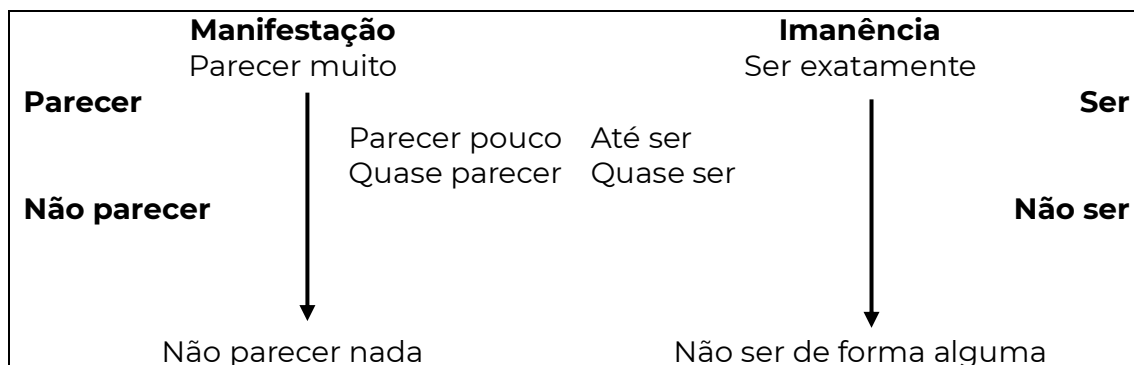 Manifestação Imanência
Parecer muito Ser exatamente
Parecer Ser
Parecer pouco Até ser
Quase parecer Quase ser
Não parecer Não ser
Não parecer nada Não ser de forma alguma